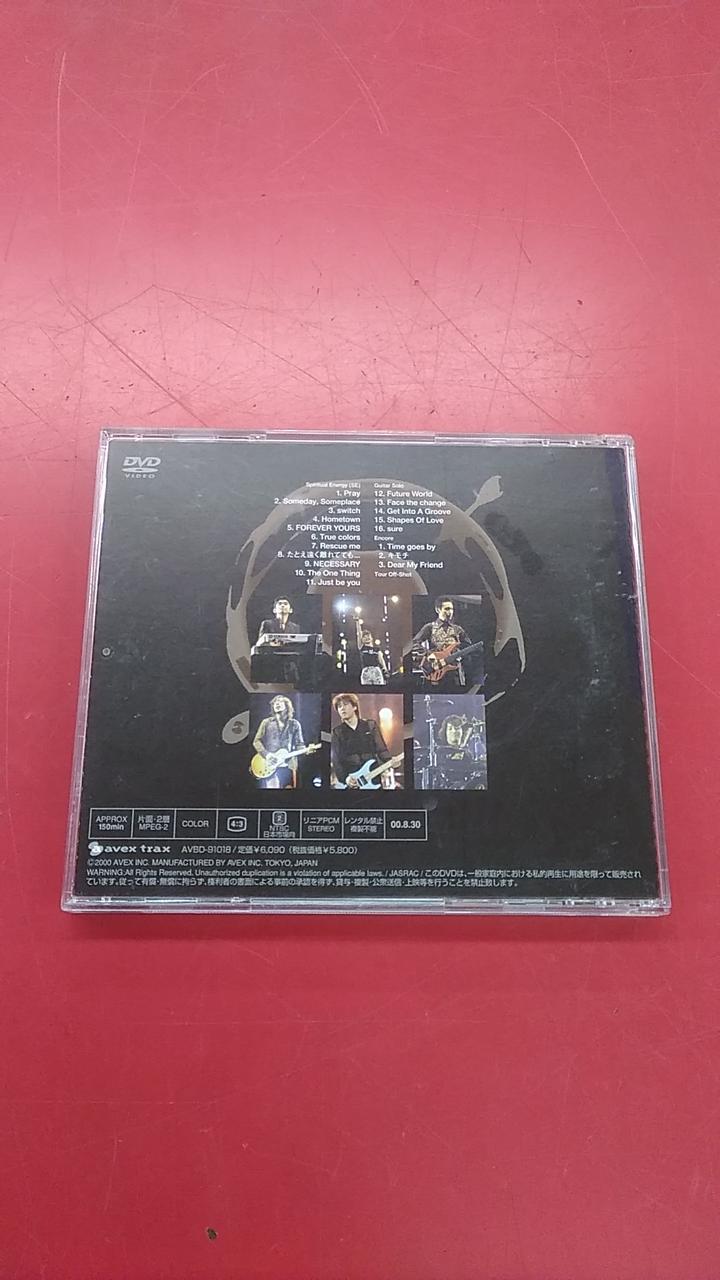 DVD
VIDEO
Spiritual Energy (SE)
1. Pray
2. Someday, Someplace
3. switch
4. Hometown
5. FOREVER YOURS
6. True colors
7. Rescue me
8. たとえ遠く離れてても…
9. NECESSARY
10. The One Thing
11. Just be you
Guitar Solo
12. Future World
13. Face the change
14. Get Into A Groove
15. Shapes Of Love
16. sure
Encore
1. Time goes by
2. キモチ
3. Dear My Friend
Tour Off-Shot
APPROX
150min
片面・2層
MPEG-2
COLOR
4:3
2
NTSC
日本市場向
リニアPCM
STEREO
レンタル禁止
複製不能
00.8.30
avex trax AVBD-91018 / 定価¥6,090 (税抜価格¥5,800)
©2000 AVEX INC. MANUFACTURED BY AVEX INC. TOKYO, JAPAN
WARNING:All Rights Reserved. Unauthorized duplication is a violation of applicable laws. / JASRAC / このDVDは、一般家庭内における私的再生に用途を限って販売され
ています。従って有償・無償に拘らず、権利者の書面による事前の承認を得ず、貸与・複製・公衆送信・上映等を行うことを禁止致します。